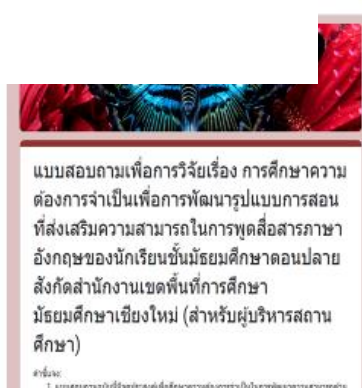 แบบสอบถามเพื่อการวิจัยเรื่อง การศึกษาความ
ต้องการจำเป็นเพื่อการพัฒนารูปแบบการสอน
ที่ส่งเสริมความสามารถในการพูดสื่อสารภาษา
อังกฤษของนักเรียนชั้นมัธยมศึกษาตอนปลาย
สังกัดสำนักงานเขตพื้นที่การศึกษา
มัธยมศึกษาเชียงใหม่ (สำหรับผู้บริหารสถาน
ศึกษา)
คำชี้แจง: